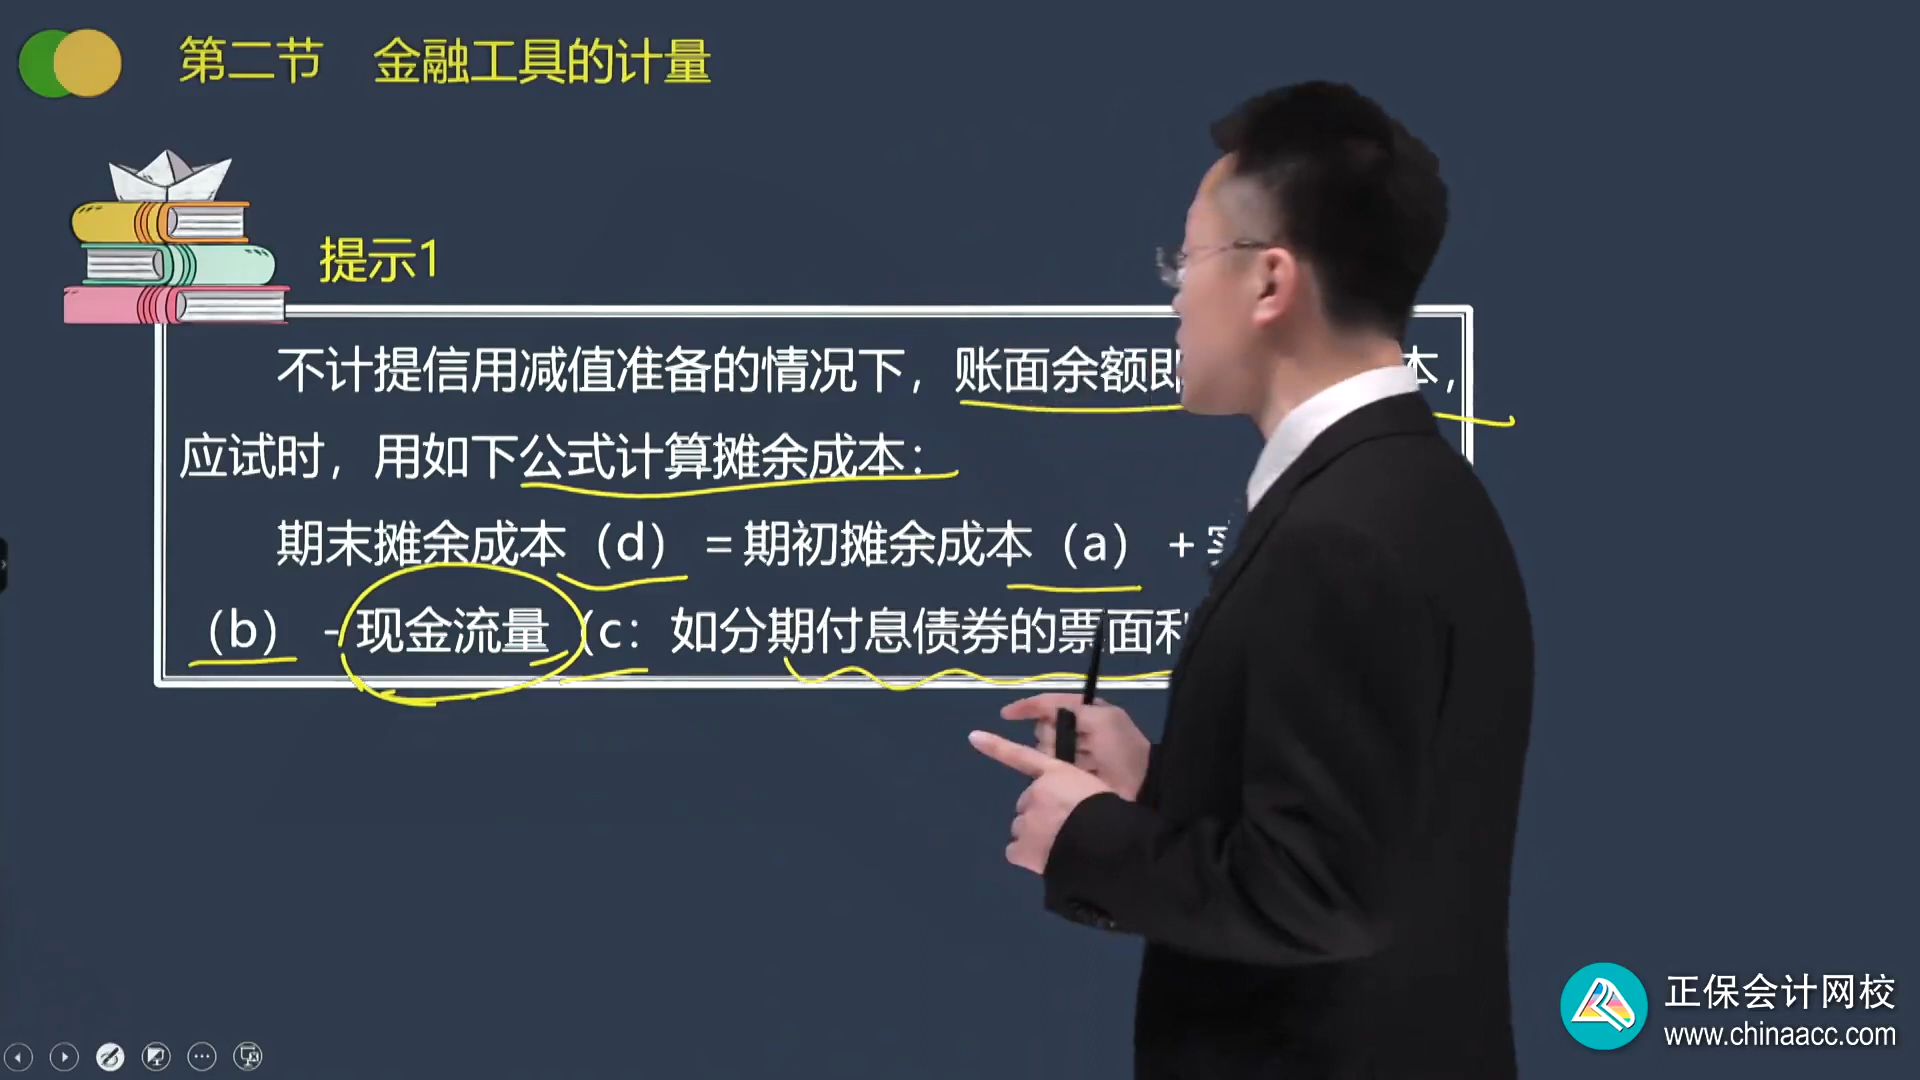 第二节 金融工具的计量
提示1
不计提信用减值准备的情况下，账面余额即 本，
应试时，用如下公式计算摊余成本：
期末摊余成本（d）＝期初摊余成本（a）＋
（b）-现金流量（c：如分期付息债券的票面
正保会计网校
www.chinaacc.com